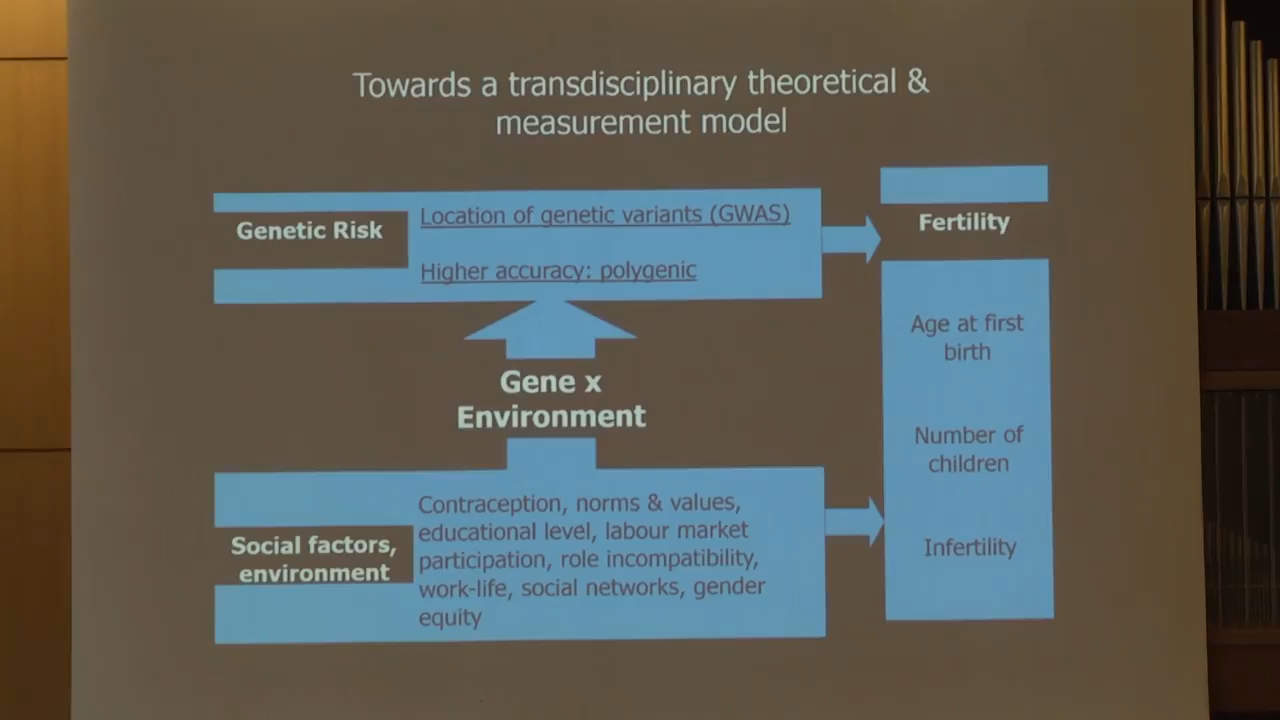 Towards a transdisciplinary theoretical &
measurement model
Genetic Risk
Location of genetic variants (GWAS)
Higher accuracy: polygenic
Fertility
Age at first
birth
Number of
children
Infertility
Gene x
Environment
Social factors,
environment
Contraception, norms & values,
educational level, labour market
participation, role incompatibility,
work-life, social networks, gender
equity